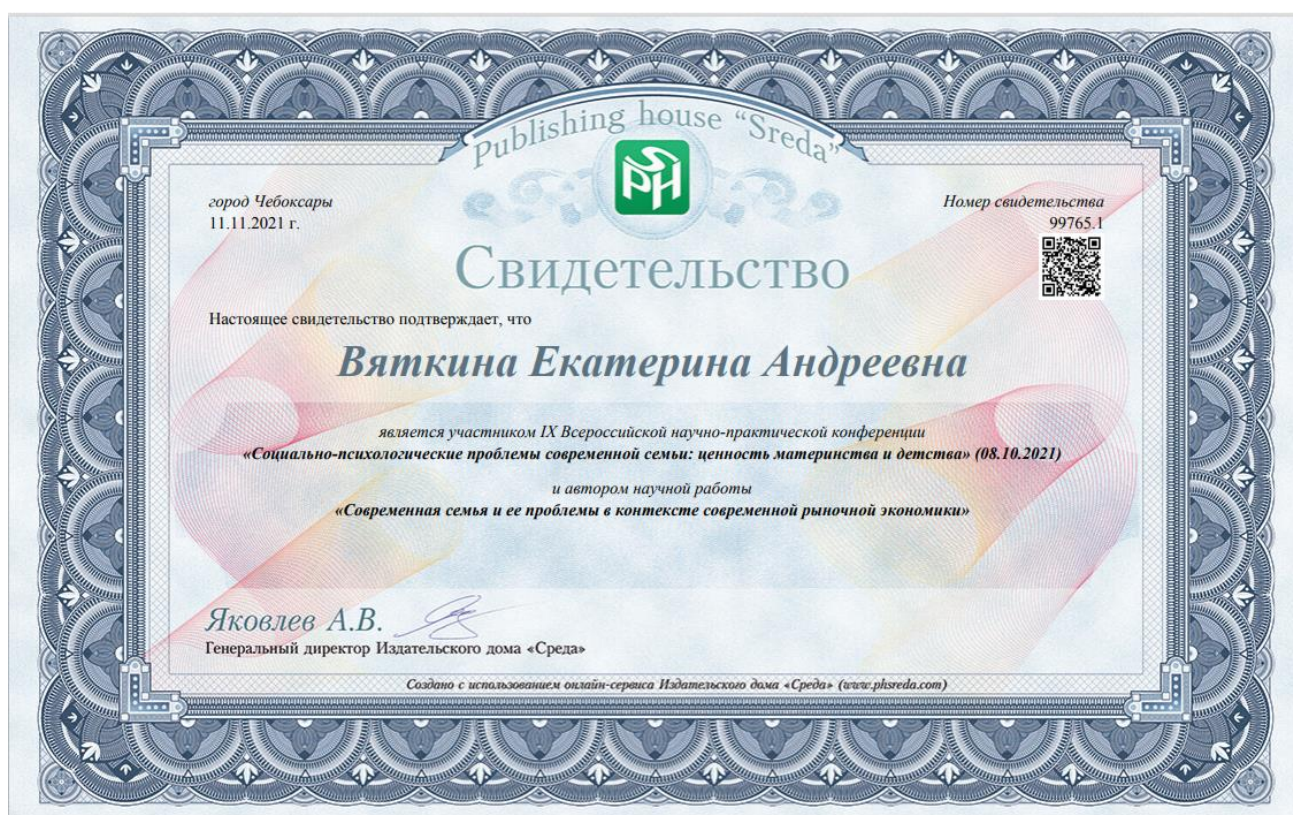 Publishing house “Sreda”
SPH
город Чебоксары
11.11.2021 г.
Номер свидетельства
99765.1
Свидетельство
Настоящее свидетельство подтверждает, что
Вяткина Екатерина Андреевна
является участником IX Всероссийской научно-практической конференции
«Социально-психологические проблемы современной семьи: ценность материнства и детства» (08.10.2021)
и автором научной работы
«Современная семья и ее проблемы в контексте современной рыночной экономики»
Яковлев А.В.
Генеральный директор Издательского дома «Среда»
Создано с использованием онлайн-сервиса Издательского дома «Среда» (www.phsreda.com)